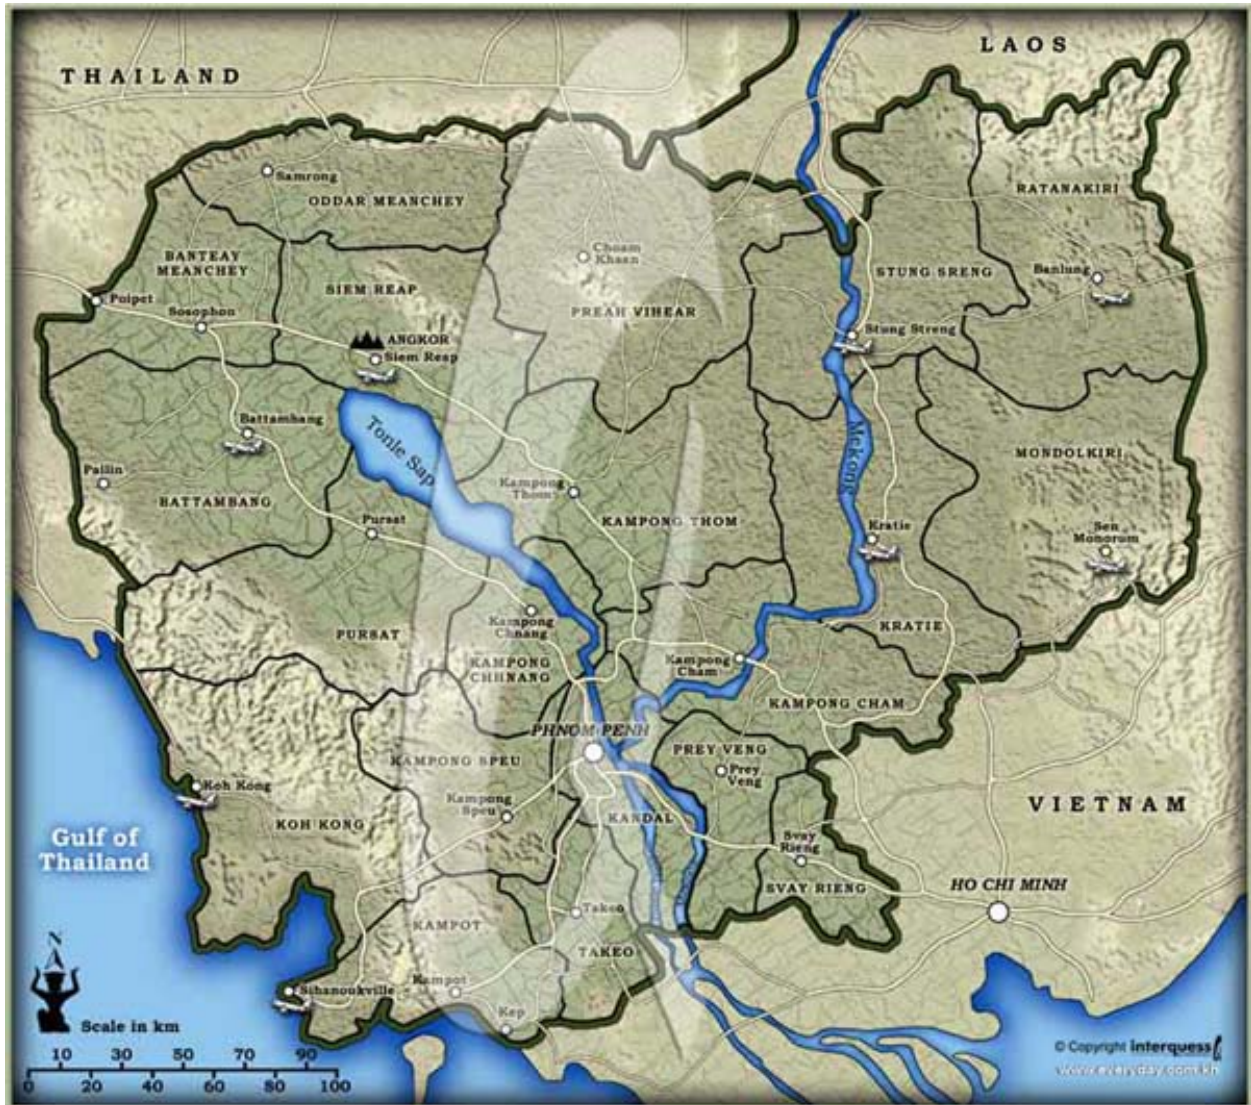 THAILAND
LAOS
Samrong
ODDAR MEANCHEY
RATANAKIRI
BANTEAY
MEANCHEY
Choam
Khsan
STUNG SRENG
Banlung
SIEM REAP
Poipet
Sosophon
PREAH VIHEAR
Stung Streng
ANGKOR
Siem Reap
Battambang
Tonle Sap
Mekong
MONDOLKIRI
Pailin
BATTAMBANG
Kampong
Thom
KAMPONG THOM
Pursat
Kratie
Sen
Monorum
Kampong
Chnang
PURSAT
KRATIE
KAMPONG
CHHNANG
Kampong
Cham
KAMPONG CHAM
PHNOM PENH
PREY VENG
Prey
Veng
KAMPONG SPEU
Koh Kong
Kampong
Speu
KANDAL
VIETNAM
KOH KONG
Gulf of
Thailand
Svay
Rieng
SVAY RIENG
HO CHI MINH
Takeo
KAMPOT
TAKEO
N
Sihanoukville
Kampot
Kep
Scale in km
10 30 50 70 90
0 20 40 60 80 100
© Copyright interquess
www.everyday.com.kh